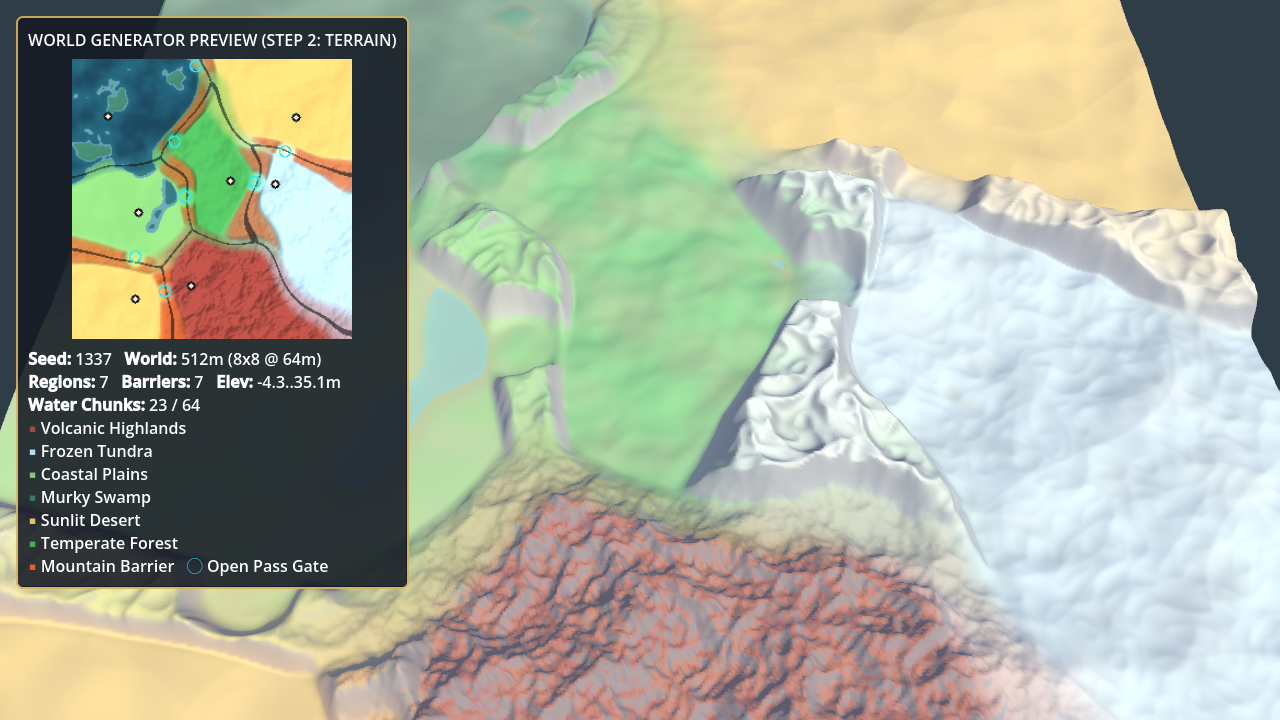 WORLD GENERATOR PREVIEW (STEP 2: TERRAIN)
Seed: 1337 World: 512m (8x8 @ 64m)
Regions: 7 Barriers: 7 Elev: -4.3..35.1m
Water Chunks: 23 / 64
Volcanic Highlands
Frozen Tundra
Coastal Plains
Murky Swamp
Sunlit Desert
Temperate Forest
Mountain Barrier Open Pass Gate